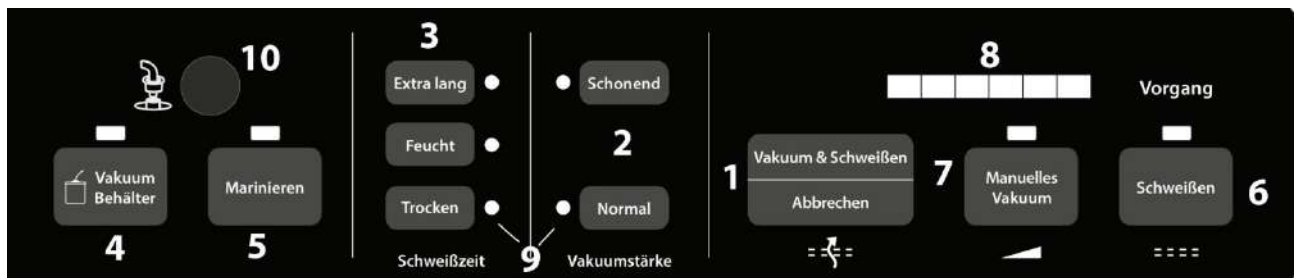 10
Vakuum
Behälter
4
Marinieren
5
3
Extra lang
Feucht
Trocken
Schweißzeit
9
Schonend
2
Normal
Vakuumstärke
1
Vakuum & Schweißen
Abbrechen
8
Vorgang
7
Manuelles
Vakuum
Schweißen
6